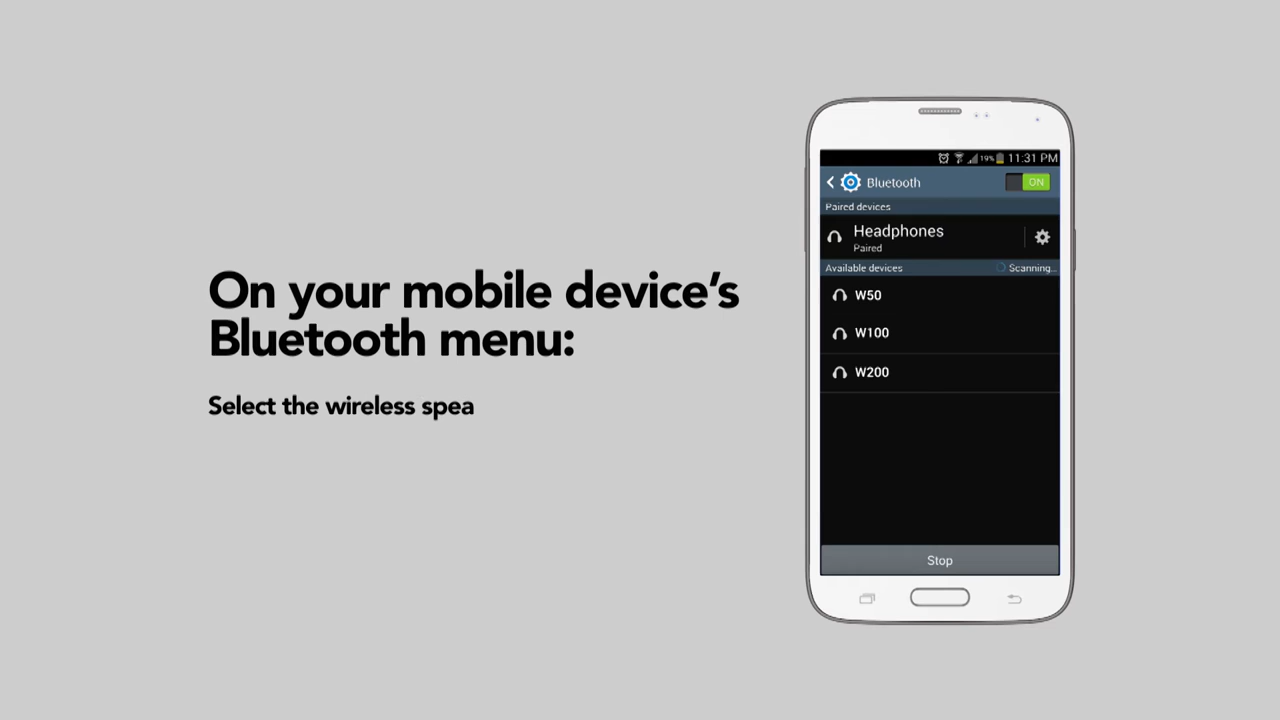 On your mobile device's
Bluetooth menu:
Select the wireless spea
19% 11:31 PM
Bluetooth ON
Paired devices
Headphones
Paired
Available devices Scanning...
W50
W100
W200
Stop